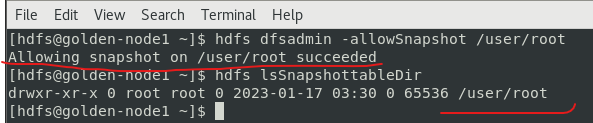 File Edit View Search Terminal Help
[hdfs@golden-node1 ~]$ hdfs dfsadmin -allowSnapshot /user/root
Allowing snapshot on /user/root succeeded
[hdfs@golden-node1 ~]$ hdfs lsSnapshottableDir
drwxr-xr-x 0 root root 0 2023-01-17 03:30 0 65536 /user/root
[hdfs@golden-node1 ~]$